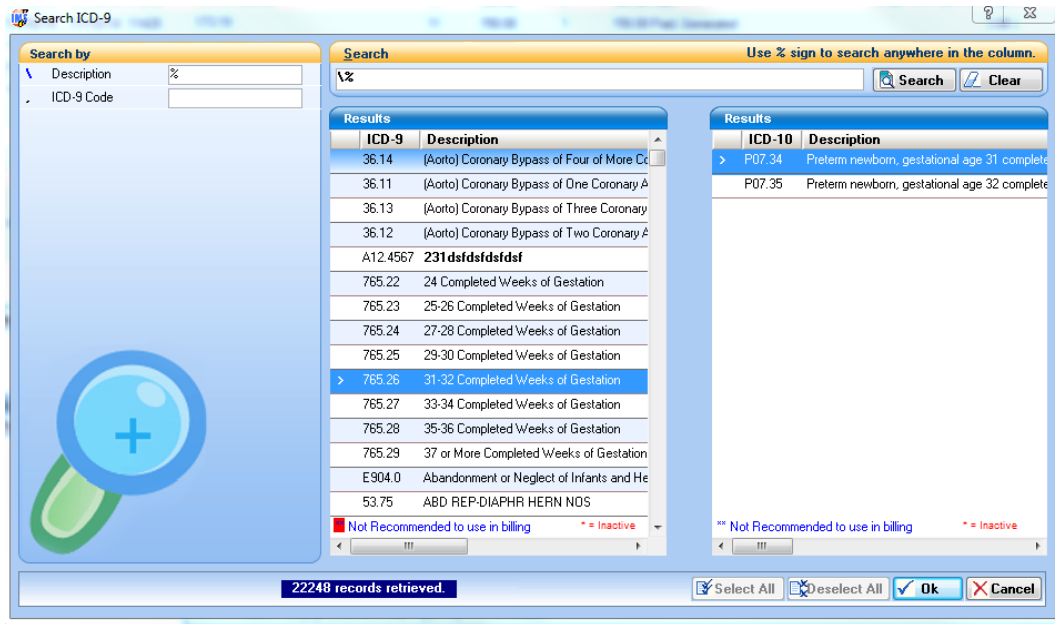 Search ICD-9
Search by
\ Description %
. ICD-9 Code
Search Use % sign to search anywhere in the column.
\%
Search Clear
Results
ICD-9 Description
36.14 (Aorto) Coronary Bypass of Four of More Co
36.11 (Aorto) Coronary Bypass of One Coronary A
36.13 (Aorto) Coronary Bypass of Three Coronary
36.12 (Aorto) Coronary Bypass of Two Coronary A
A12.4567 231dsfdsfdsfdsf
765.22 24 Completed Weeks of Gestation
765.23 25-26 Completed Weeks of Gestation
765.24 27-28 Completed Weeks of Gestation
765.25 29-30 Completed Weeks of Gestation
> 765.26 31-32 Completed Weeks of Gestation
765.27 33-34 Completed Weeks of Gestation
765.28 35-36 Completed Weeks of Gestation
765.29 37 or More Completed Weeks of Gestation
E904.0 Abandonment or Neglect of Infants and He
53.75 ABD REP-DIAPHR HERN NOS
** Not Recommended to use in billing * = Inactive
Results
ICD-10 Description
> P07.34 Preterm newborn, gestational age 31 complete
P07.35 Preterm newborn, gestational age 32 complete
** Not Recommended to use in billing * = Inactive
22248 records retrieved.
Select All Deselect All Ok Cancel